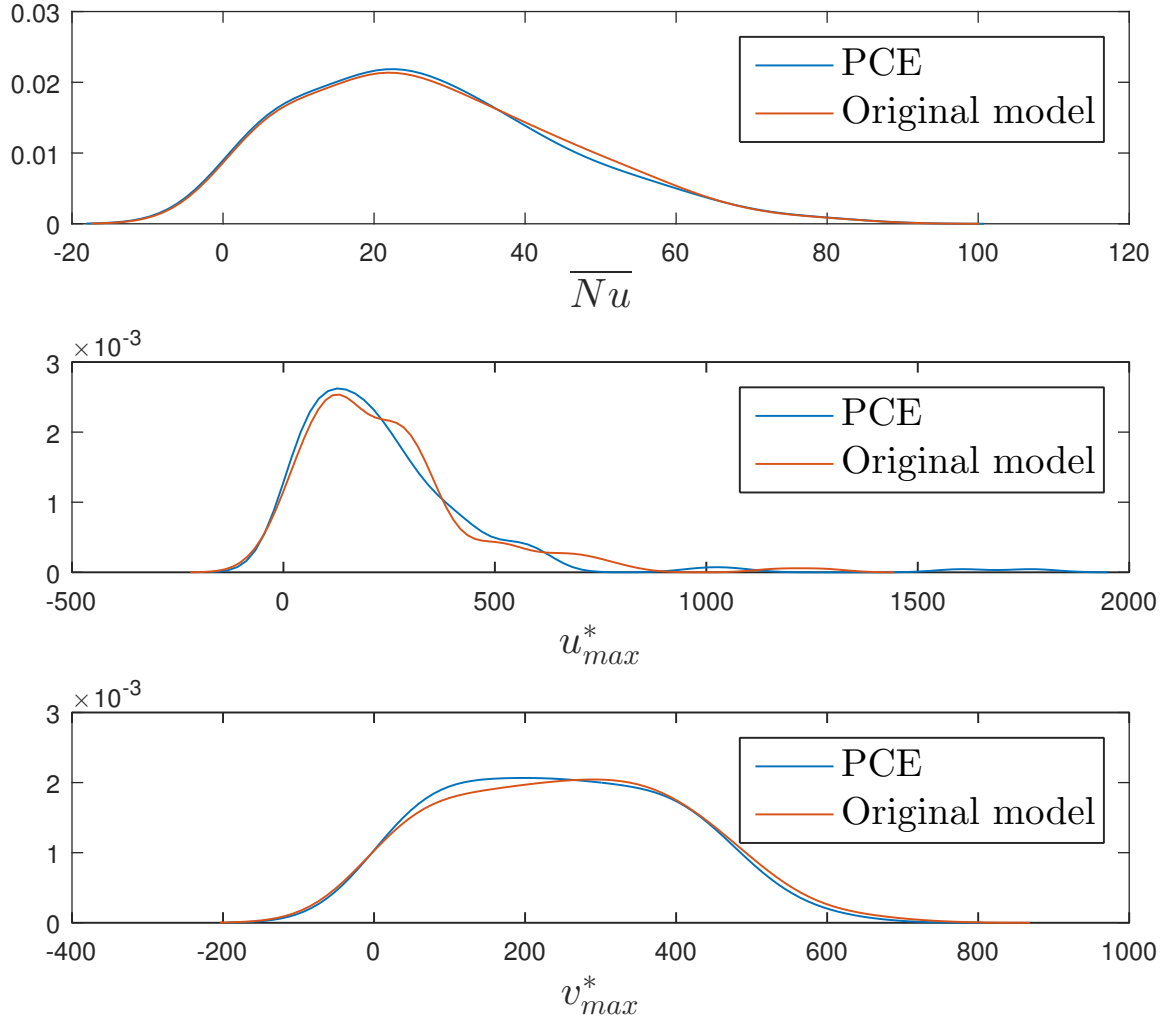 0.03
0.02
0.01
0
-20 0 20 40 60 80 100 120
PCE
Original model
$\overline{Nu}$
×10^{-3}
3
2
1
0
-500 0 500 1000 1500 2000
PCE
Original model
$u^*_{max}$
×10^{-3}
3
2
1
0
-400 -200 0 200 400 600 800 1000
PCE
Original model
$v^*_{max}$